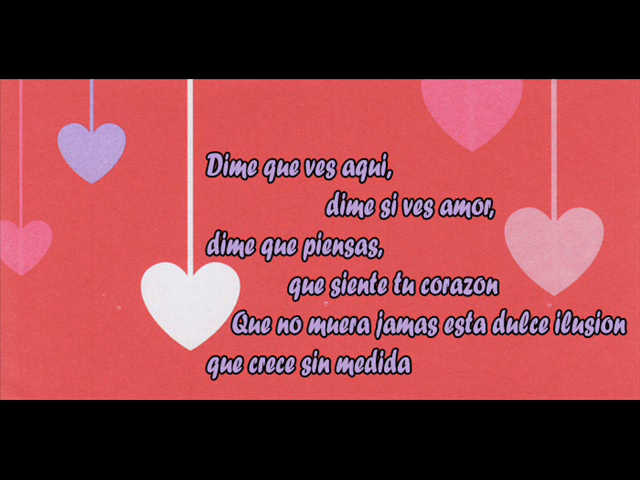 Dime que ves aqui,
dime si ves amor,
dime que piensas,
que siente tu corazon
Que no muera jamas esta dulce ilusion
que crece sin medida